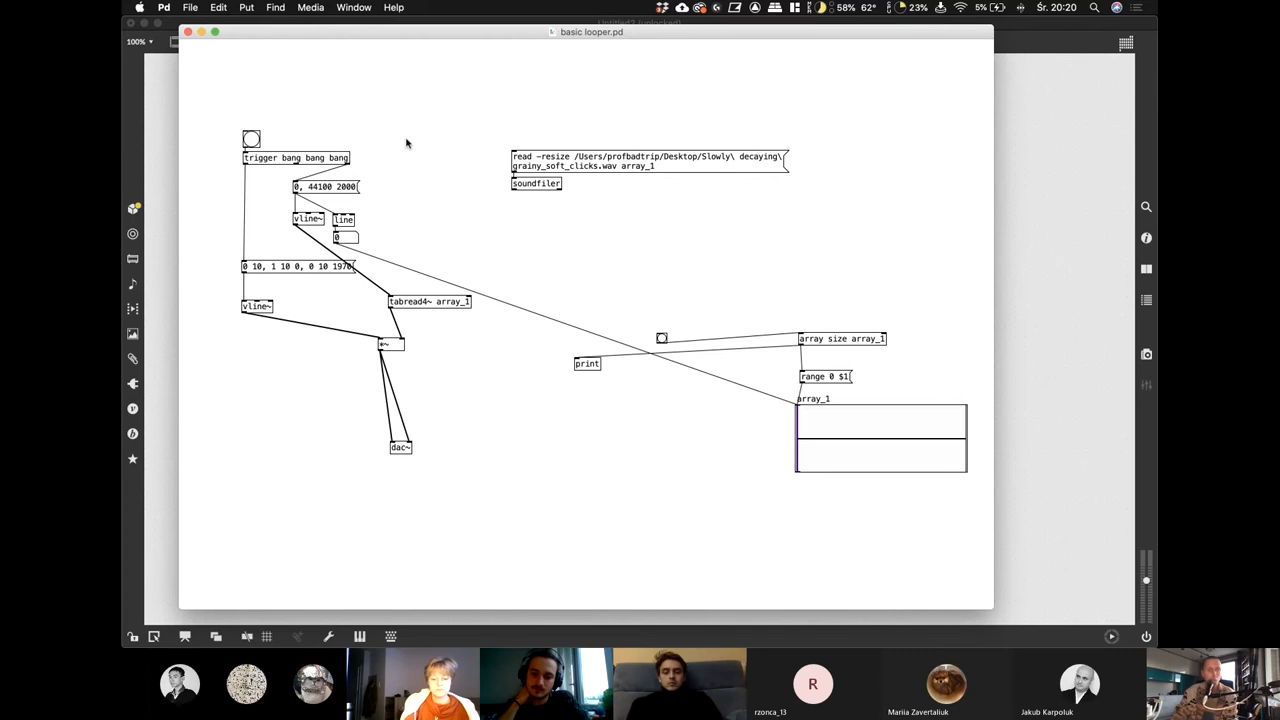 Pd File Edit Put Find Media Window Help
58% 62° 23% 5% Śr. 20:20
Untitled2 (unlocked)
basic looper.pd
100%
trigger bang bang bang
0, 44100 2000
vline~
line
0
0 10, 1 10 0, 0 10 1970
vline~
tabread4~ array_1
*~
dac~
read -resize /Users/profbadtrip/Desktop/Slowly\ decaying\
grainy_soft_clicks.wav array_1
soundfiler
array size array_1
print
range 0 $1
array_1
R
rzonca_13
Mariia Zavertaliuk
Jakub Karpoluk